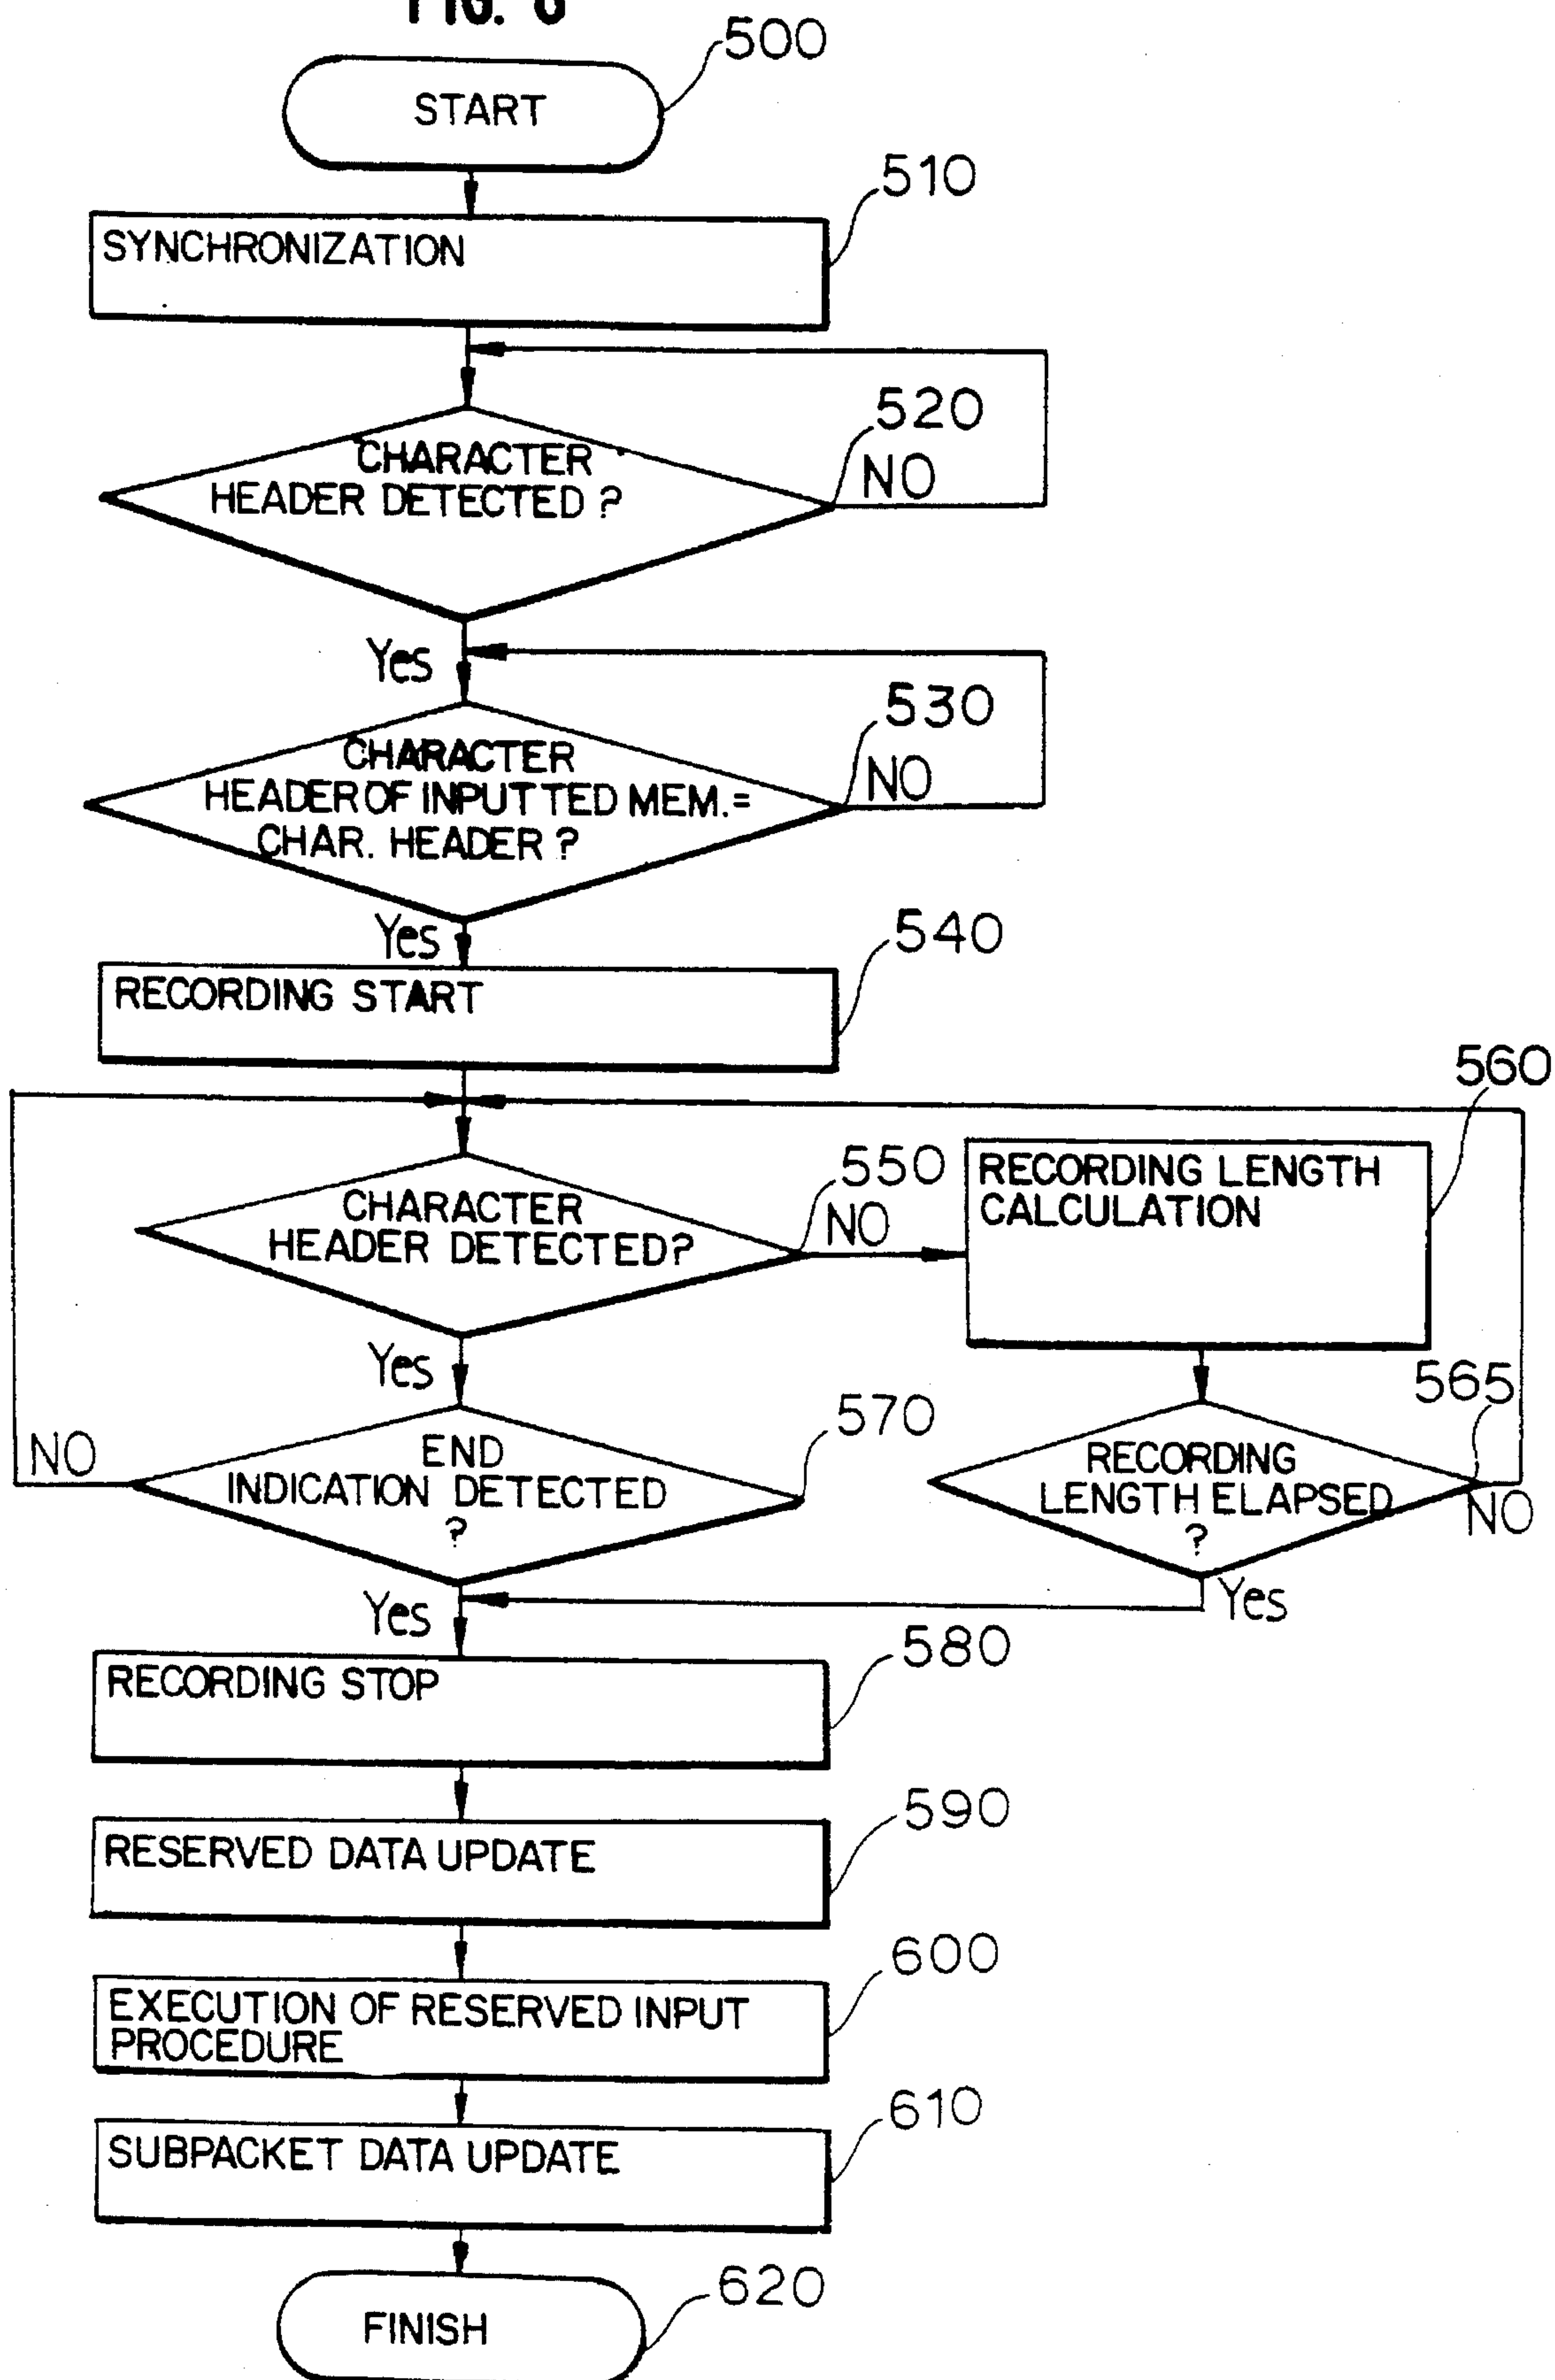 FIG.
500
START
510
SYNCHRONIZATION
520
CHARACTER
HEADER DETECTED ?
NO
Yes
530
CHARACTER
HEADER OF INPUTTED MEM. =
CHAR. HEADER ?
NO
Yes
540
RECORDING START
560
550
RECORDING LENGTH
CALCULATION
CHARACTER
HEADER DETECTED?
NO
Yes
565
570
NO
END
INDICATION DETECTED
?
RECORDING
LENGTH ELAPSED
?
NO
Yes
Yes
580
RECORDING STOP
590
RESERVED DATA UPDATE
600
EXECUTION OF RESERVED INPUT
PROCEDURE
610
SUBPACKET DATA UPDATE
620
FINISH